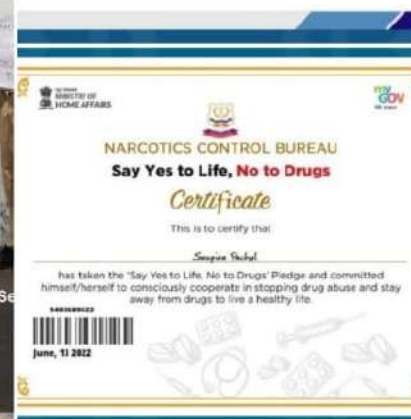 MINISTRY OF
HOME AFFAIRS
my
GOV
NARCOTICS CONTROL BUREAU
Say Yes to Life, No to Drugs
Certificate
This is to certify that
has taken the "Say Yes to Life, No to Drugs" Pledge and committed
himself/herself to consciously cooperate in stopping drug abuse and stay
away from drugs to live a healthy life.
June, 13 2022